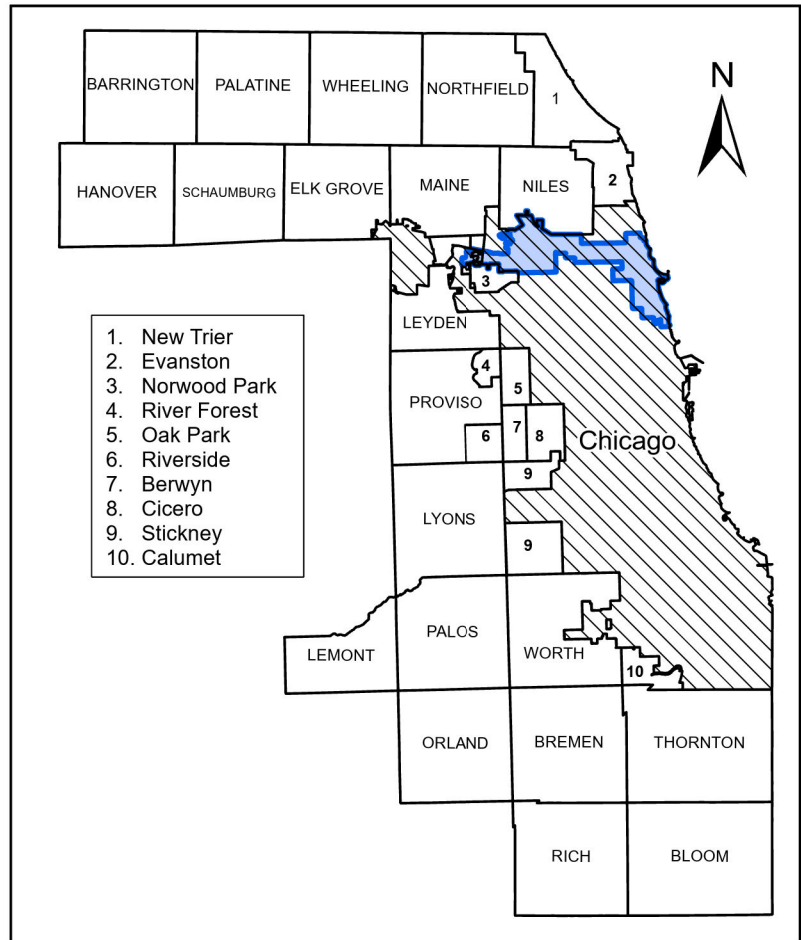 N
BARRINGTON
PALATINE
WHEELING
NORTHFIELD
1
HANOVER
SCHAUMBURG
ELK GROVE
MAINE
NILES
2
3
LEYDEN
1. New Trier
2. Evanston
3. Norwood Park
4. River Forest
5. Oak Park
6. Riverside
7. Berwyn
8. Cicero
9. Stickney
10. Calumet
4
PROVISO
5
6
7
8
Chicago
9
LYONS
9
PALOS
LEMONT
WORTH
10
ORLAND
BREMEN
THORNTON
RICH
BLOOM